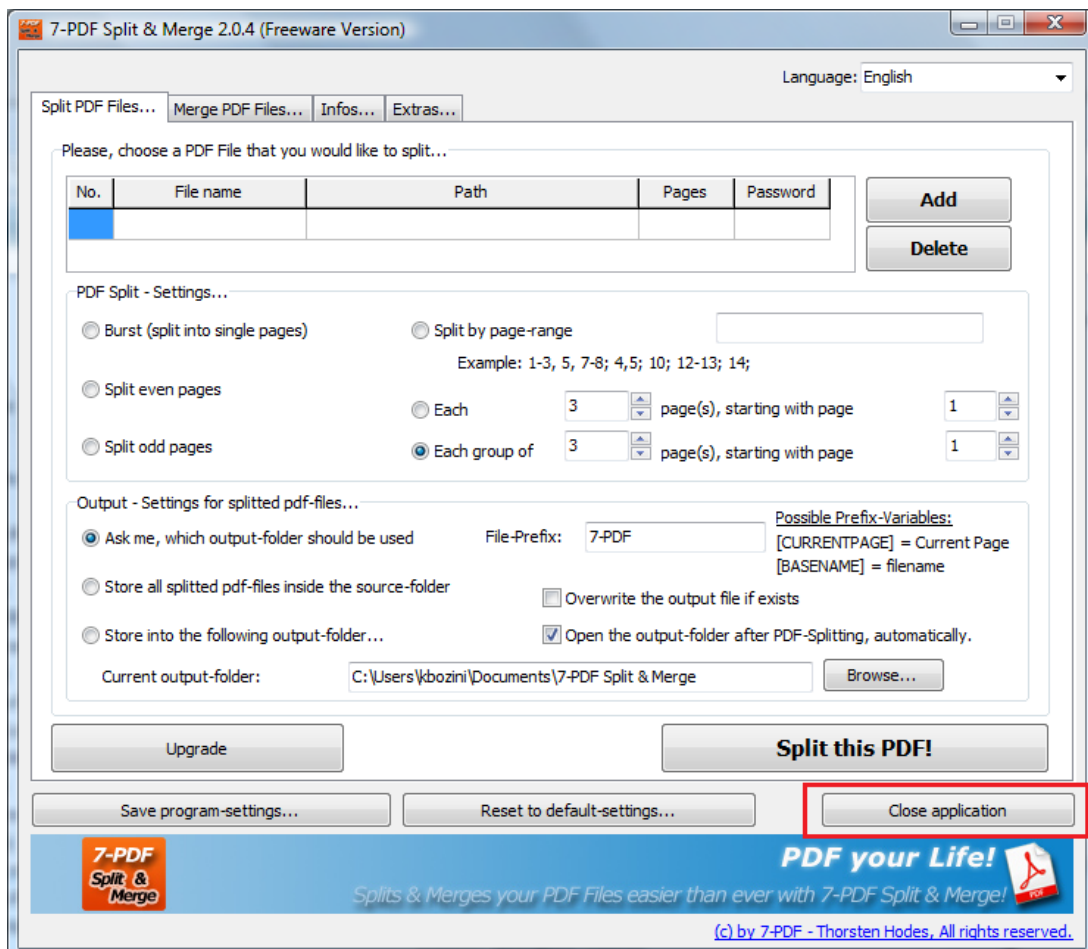 7-PDF Split & Merge 2.0.4 (Freeware Version)
Language: English
Split PDF Files... Merge PDF Files... Infos... Extras...
Please, choose a PDF File that you would like to split...
No. File name Path Pages Password
Add
Delete
PDF Split - Settings...
Burst (split into single pages)
Split by page-range
Example: 1-3, 5, 7-8; 4,5; 10; 12-13; 14;
Split even pages
Each 3 page(s), starting with page 1
Split odd pages
Each group of 3 page(s), starting with page 1
Output - Settings for splitted pdf-files...
Ask me, which output-folder should be used
File-Prefix: 7-PDF
Possible Prefix-Variables:
[CURRENTPAGE] = Current Page
[BASENAME] = filename
Store all splitted pdf-files inside the source-folder
Overwrite the output file if exists
Store into the following output-folder...
Open the output-folder after PDF-Splitting, automatically.
Current output-folder: C:\Users\kbozini\Documents\7-PDF Split & Merge Browse...
Upgrade
Split this PDF!
Save program-settings... Reset to default-settings... Close application
7-PDF
Split &
Merge
PDF your Life!
Splits & Merges your PDF Files easier than ever with 7-PDF Split & Merge!
PDF
(c) by 7-PDF - Thorsten Hodes, All rights reserved.